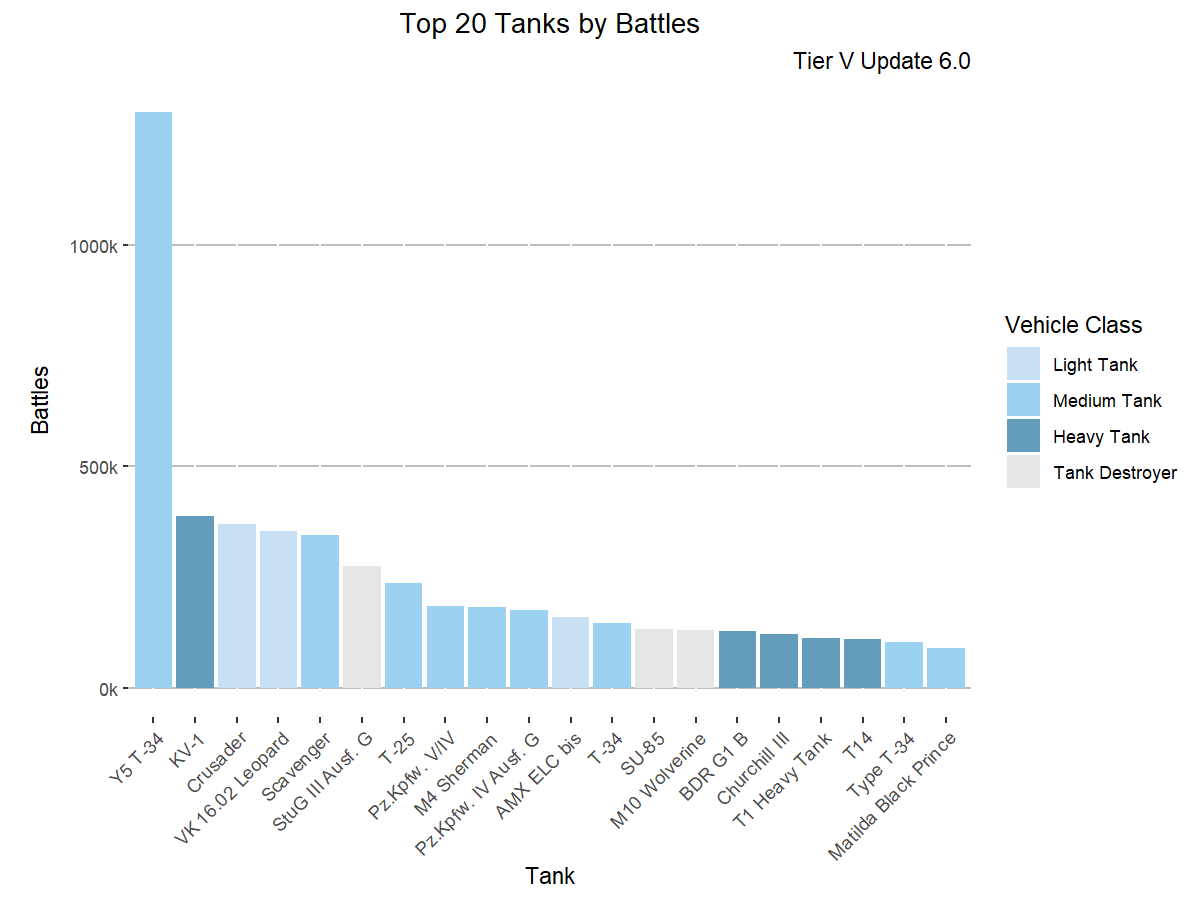 Top 20 Tanks by Battles
Tier V Update 6.0
Battles
1000k
500k
0k
Y5 T-34
KV-1
Crusader
VK 16.02 Leopard
Scavenger
StuG III Ausf. G
T-25
Pz.Kpfw. V/IV
M4 Sherman
Pz.Kpfw. IV Ausf. G
AMX ELC bis
T-34
SU-85
M10 Wolverine
BDR G1 B
Churchill III
T1 Heavy Tank
T14
Type T-34
Matilda Black Prince
Tank
Vehicle Class
Light Tank
Medium Tank
Heavy Tank
Tank Destroyer